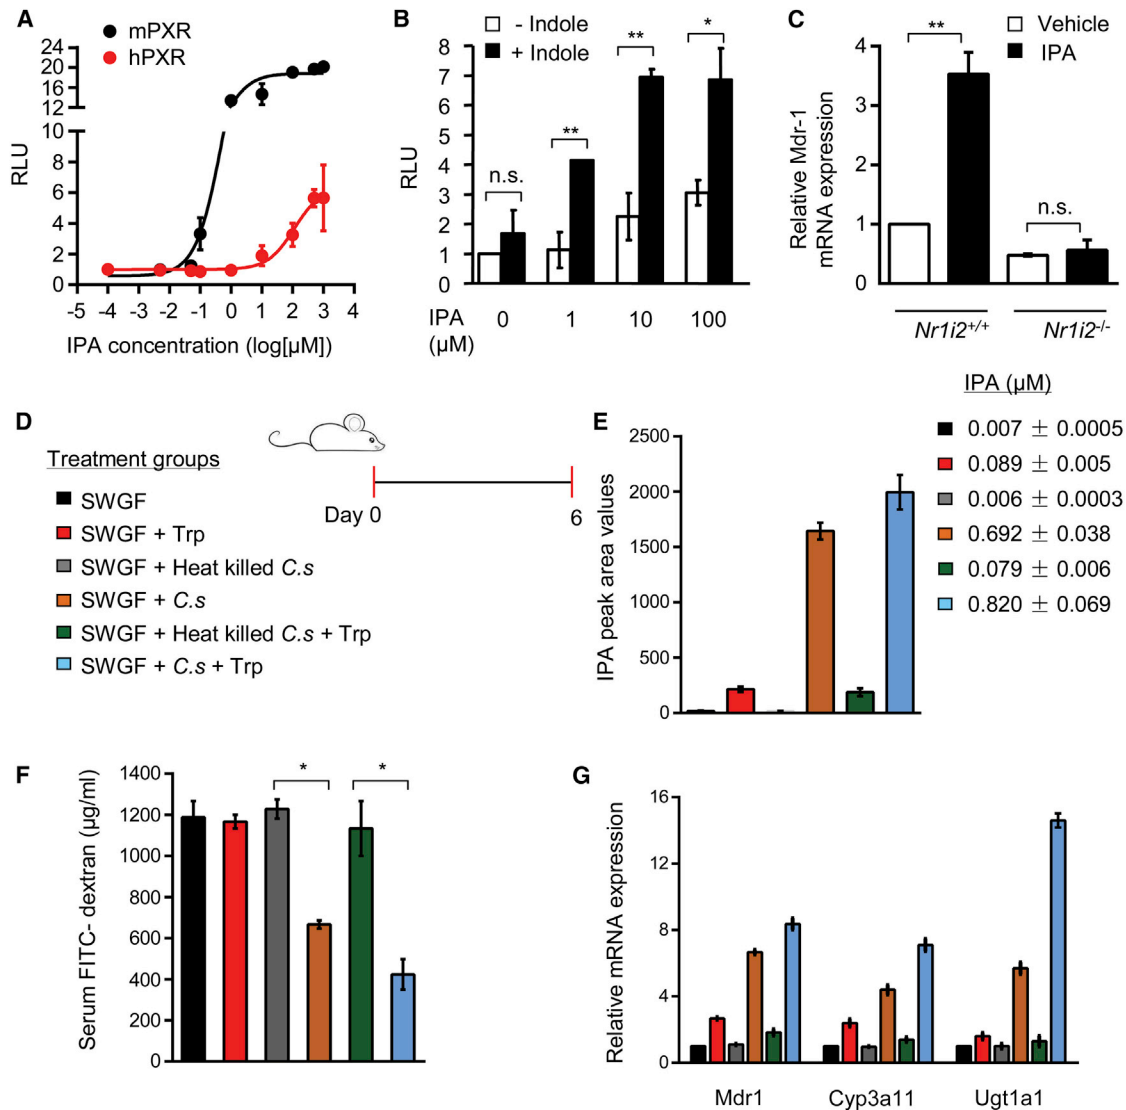 A
mPXR
hPXR
24
20
16
12
10
8
6
4
2
0
RLU
-5 -4 -3 -2 -1 0 1 2 3 4
IPA concentration (log[µM])
B
- Indole
+ Indole
8
7
6
5
4
3
2
1
0
RLU
n.s.
**
**
*
IPA
(µM)
0 1 10 100
C
Vehicle
IPA
4
3
2
1
0
Relative Mdr-1
mRNA expression
**
n.s.
Nr1i2+/+ Nr1i2-/-
D
Treatment groups
SWGF
SWGF + Trp
SWGF + Heat killed C.s
SWGF + C.s
SWGF + Heat killed C.s + Trp
SWGF + C.s + Trp
Day 0 6
E
2500
2000
1500
1000
500
0
IPA peak area values
IPA (µM)
0.007 ± 0.0005
0.089 ± 0.005
0.006 ± 0.0003
0.692 ± 0.038
0.079 ± 0.006
0.820 ± 0.069
F
1400
1200
1000
800
600
400
200
0
Serum FITC- dextran (µg/ml)
*
*
G
16
12
8
4
0
Relative mRNA expression
Mdr1 Cyp3a11 Ugt1a1